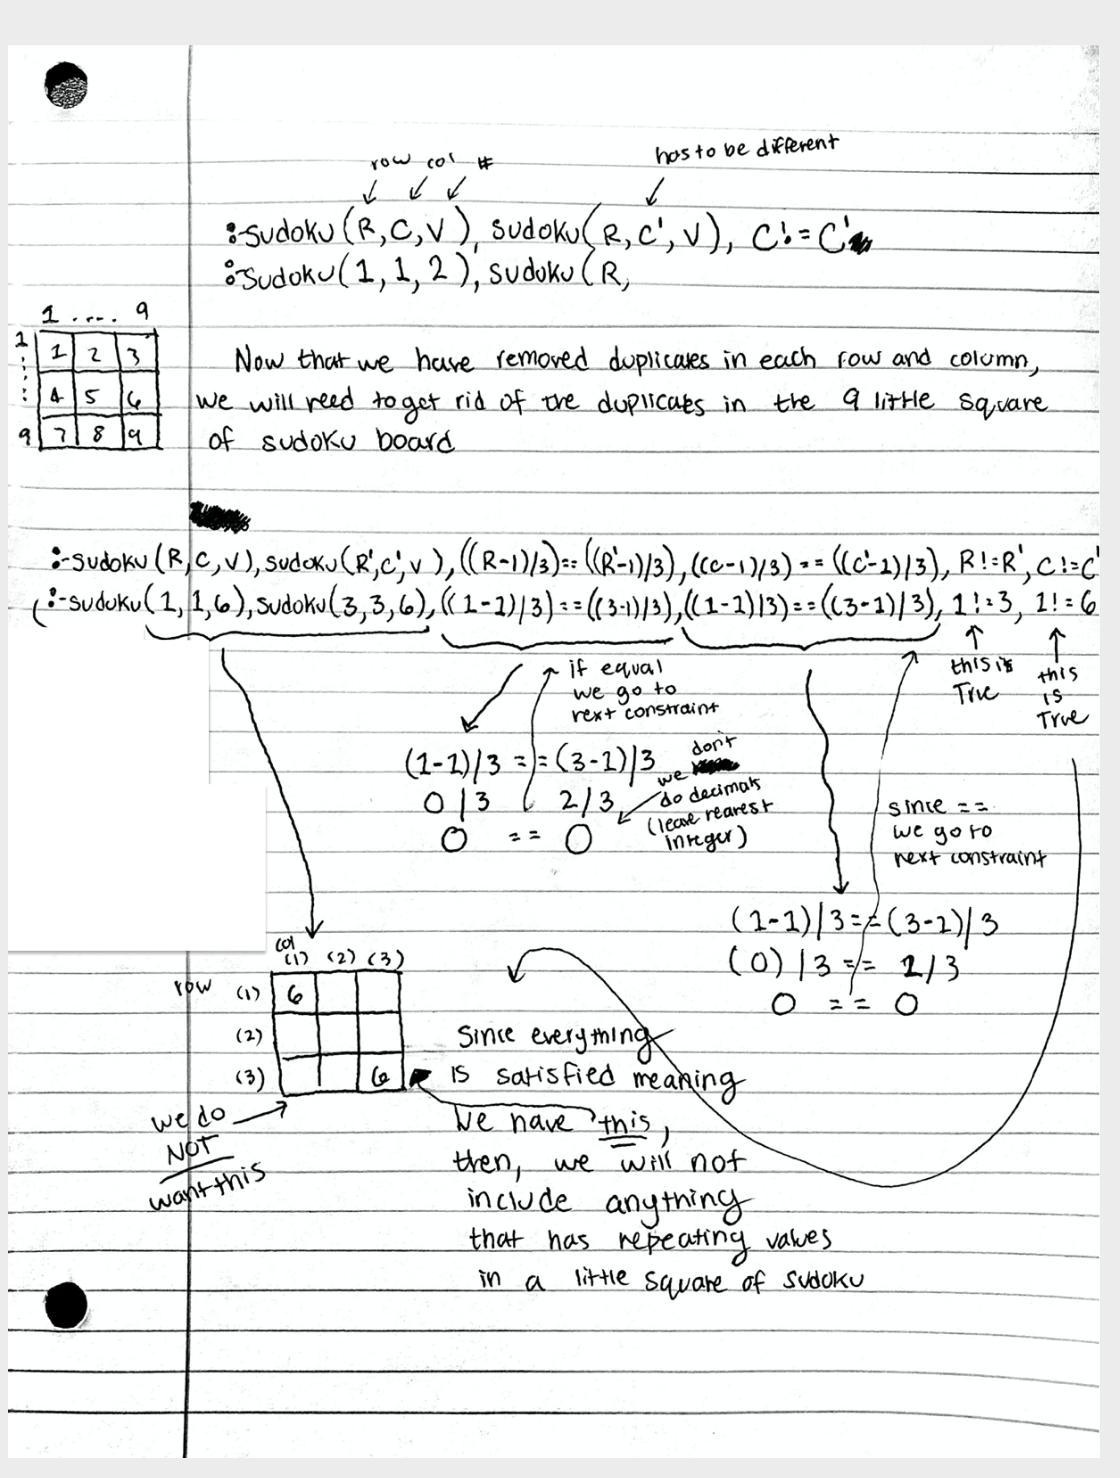 row col #
has to be different
:-sudoku(R,C,V), sudoku(R,C',V), C!=C'
:-sudoku(1,1,2), sudoku(R,
1 .... 9
1
1 2 3
4 5 6
9 7 8 9
Now that we have removed duplicates in each row and column,
we will need to get rid of the duplicates in the 9 little square
of sudoku board
:-sudoku(R,C,V), sudoku(R',C',V), ((R-1)/3)==((R'-1)/3), ((C-1)/3)==((C'-1)/3), R!=R', C!=C'
(:-sudoku(1,1,6), sudoku(3,3,6), ((1-1)/3)==((3-1)/3), ((1-1)/3)==((3-1)/3), 1!=3, 1!=6
if equal
we go to
next constraint
this is
True
this
is
True
(1-1)/3==(3-1)/3
0/3 2/3
0 == 0
we don't
do decimals
(leave nearest
integer)
since ==
we go to
next constraint
(1-1)/3==(3-1)/3
(0)/3== 2/3
0 == 0
col
(1) (2) (3)
row (1) 6
(2)
(3) 6
we do
NOT
want this
Since everything
is satisfied meaning
we have this,
then, we will not
include anything
that has repeating values
in a little square of sudoku